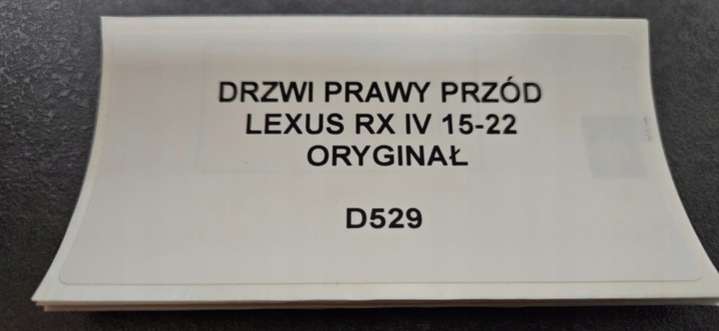 DRZWI PRAWY PRZÓD
LEXUS RX IV 15-22
ORYGINAŁ
D529